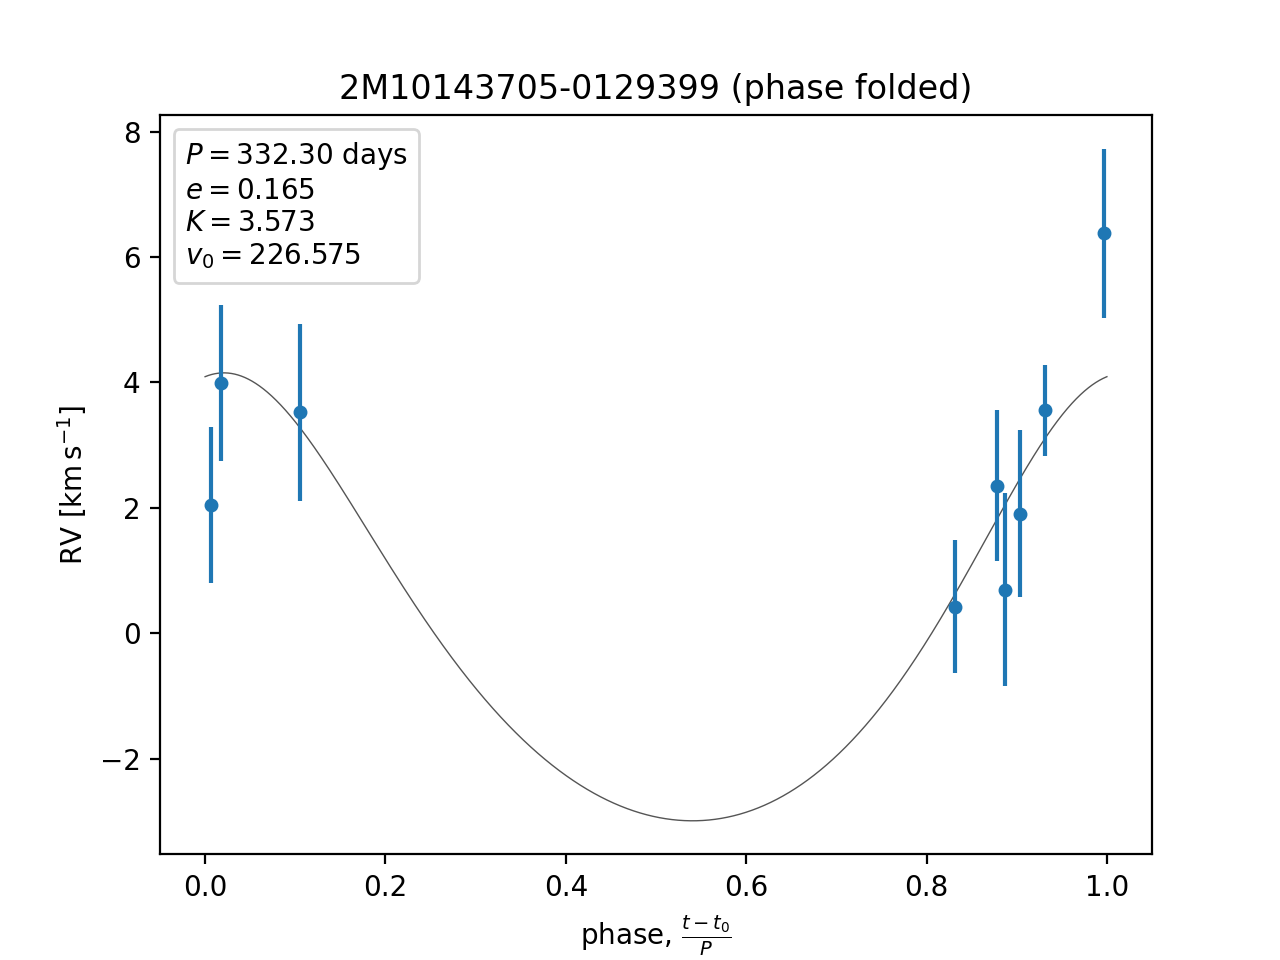 2M10143705-0129399 (phase folded)
P = 332.30 days
e = 0.165
K = 3.573
v₀ = 226.575
8
6
4
2
0
−2
RV [km s⁻¹]
0.0 0.2 0.4 0.6 0.8 1.0
phase, (t − t₀)/P